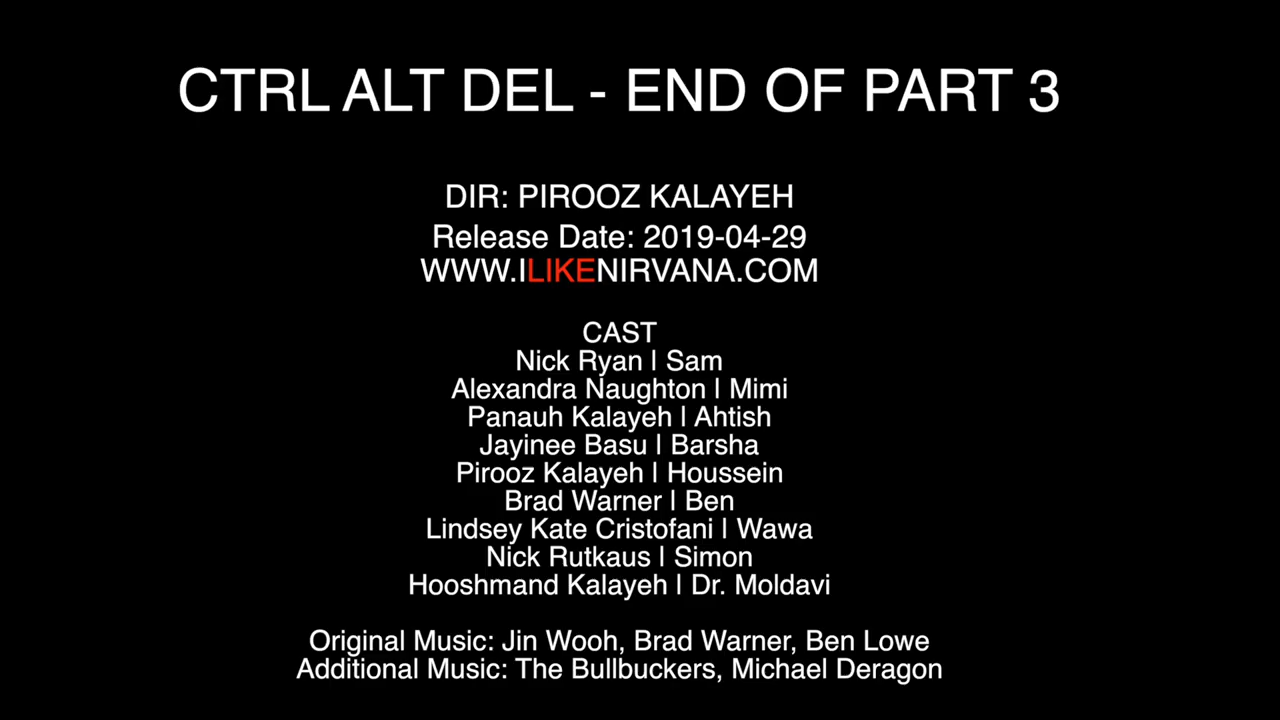 CTRL ALT DEL - END OF PART 3
DIR: PIROOZ KALAYEH
Release Date: 2019-04-29
WWW.ILIKENIRVANA.COM
CAST
Nick Ryan | Sam
Alexandra Naughton | Mimi
Panauh Kalayeh | Ahtish
Jayinee Basu | Barsha
Pirooz Kalayeh | Houssein
Brad Warner | Ben
Lindsey Kate Cristofani | Wawa
Nick Rutkaus | Simon
Hooshmand Kalayeh | Dr. Moldavi
Original Music: Jin Wooh, Brad Warner, Ben Lowe
Additional Music: The Bullbuckers, Michael Deragon